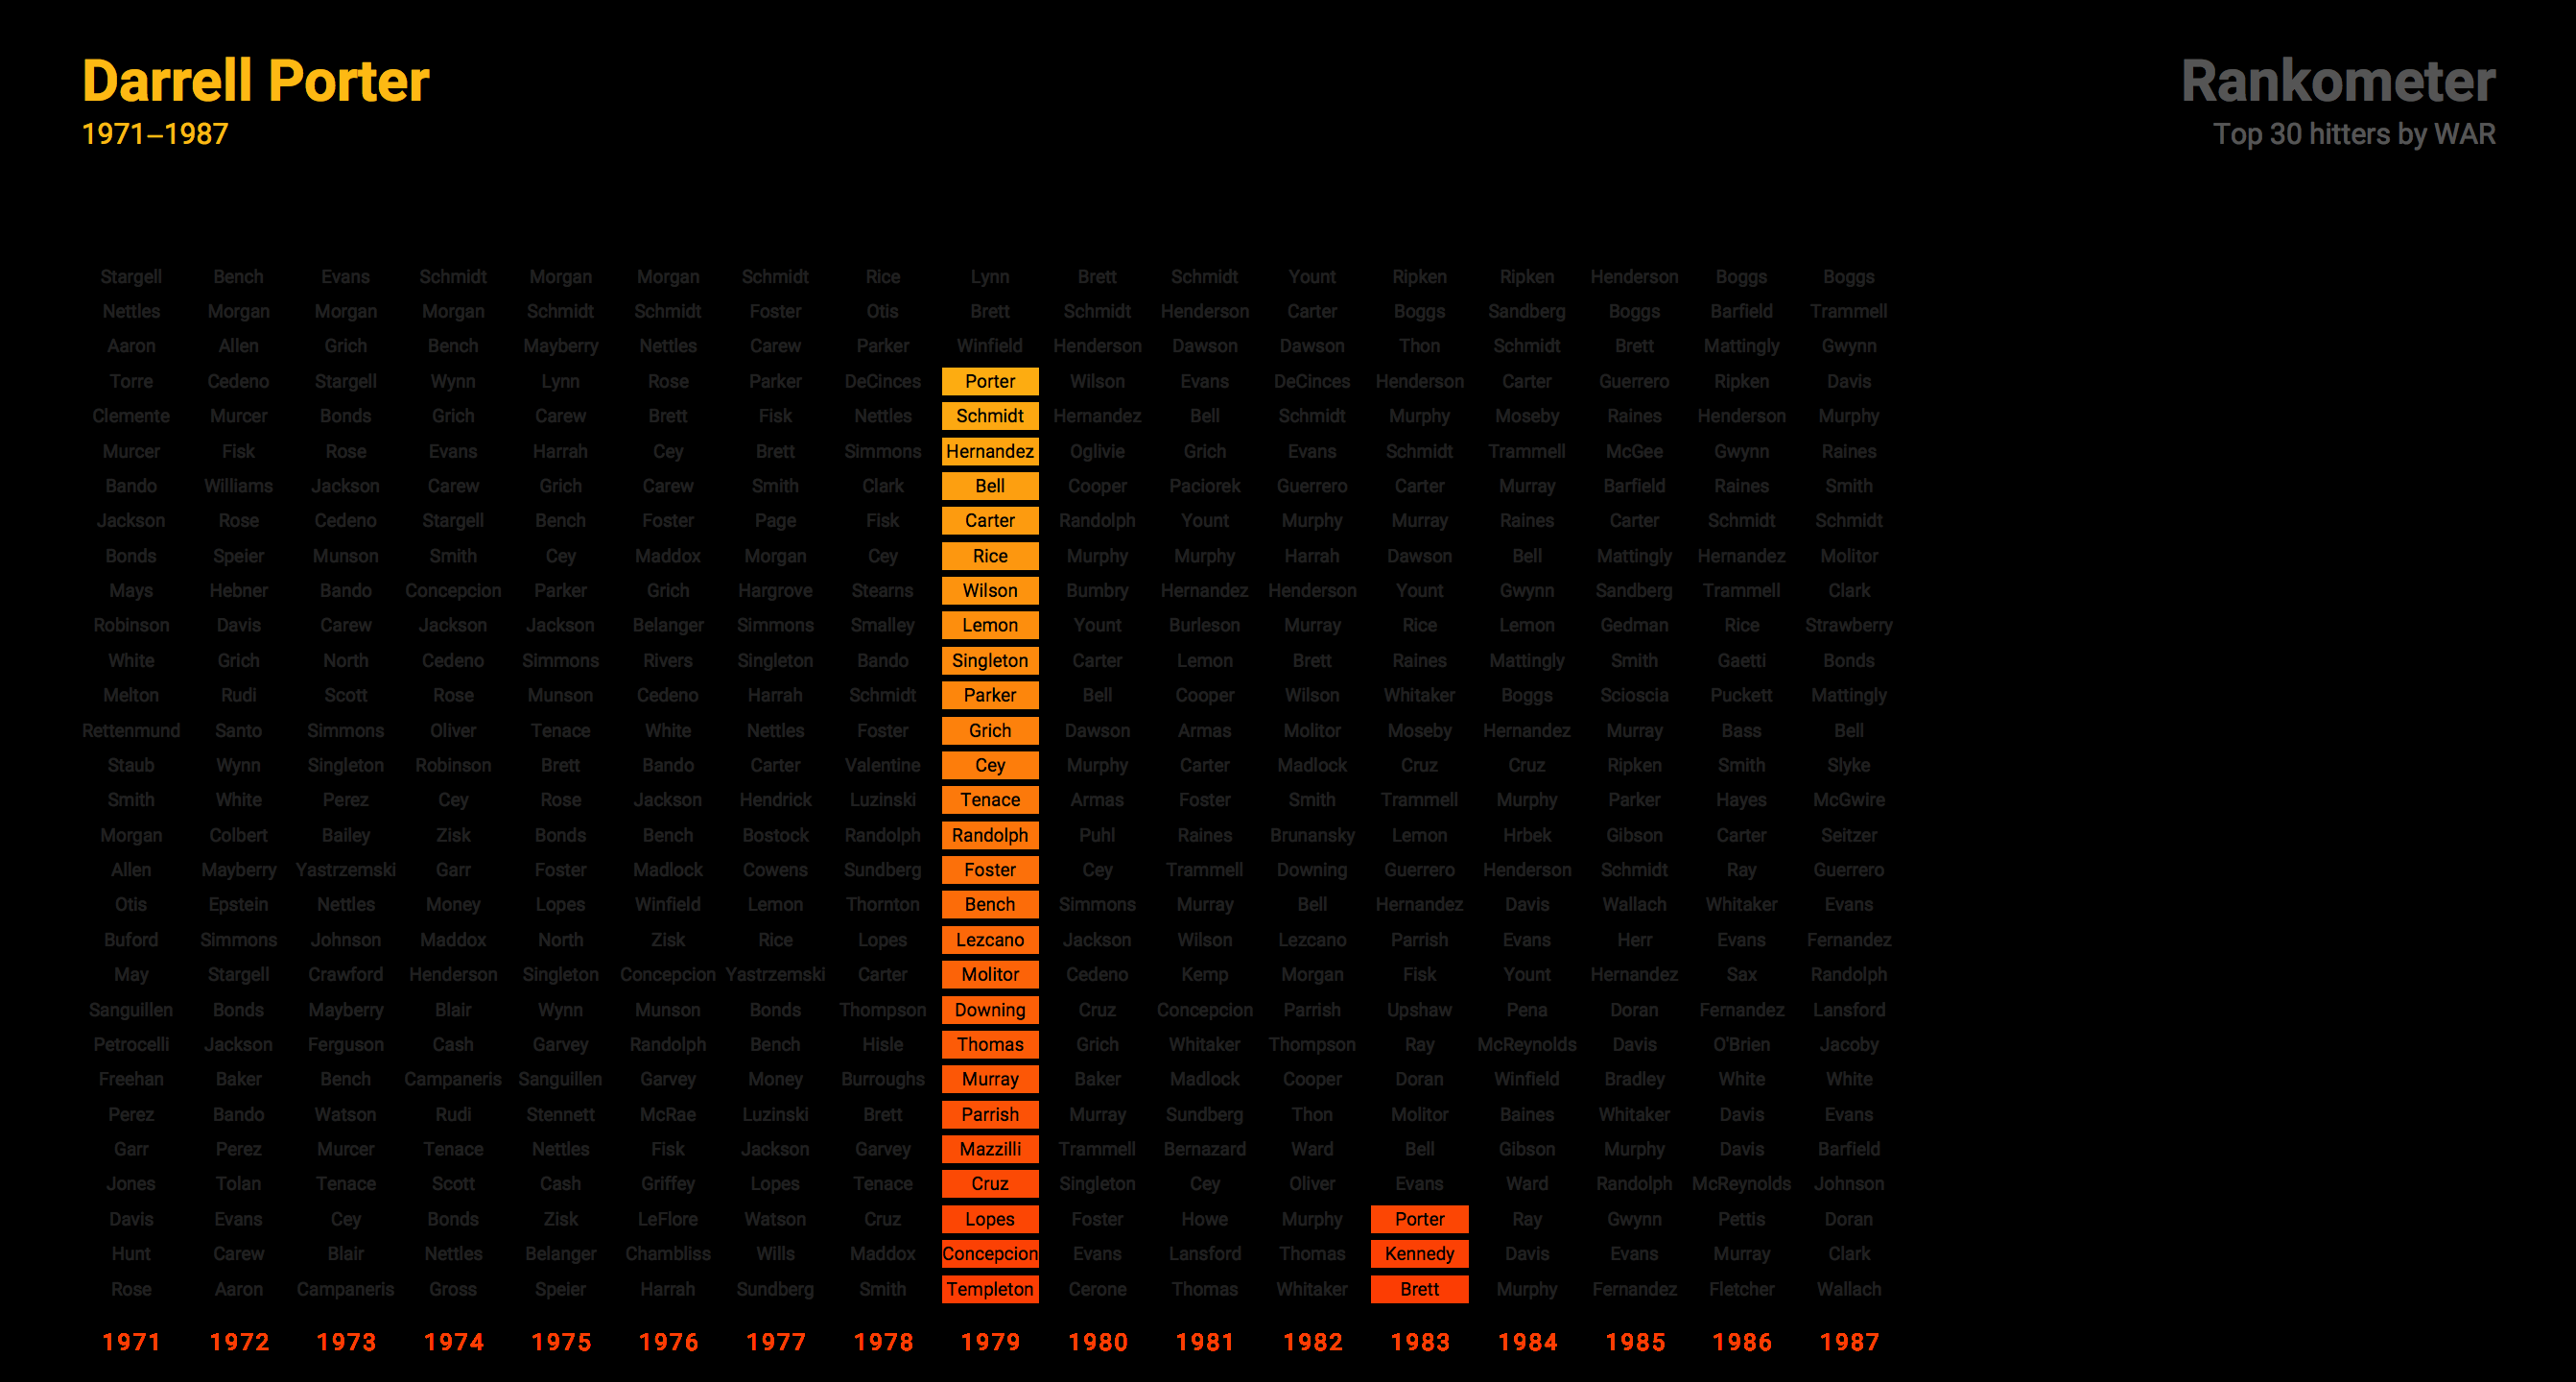 Darrell Porter
1971–1987
Rankometer
Top 30 hitters by WAR
Stargell Bench Evans Schmidt Morgan Morgan Schmidt Rice Lynn Brett Schmidt Yount Ripken Ripken Henderson Boggs Boggs
Nettles Morgan Morgan Morgan Schmidt Schmidt Foster Otis Brett Schmidt Henderson Carter Boggs Sandberg Boggs Barfield Trammell
Aaron Allen Grich Bench Mayberry Nettles Carew Parker Winfield Henderson Dawson Dawson Thon Schmidt Brett Mattingly Gwynn
Torre Cedeno Stargell Wynn Lynn Rose Parker DeCinces Porter Wilson Evans DeCinces Henderson Carter Guerrero Ripken Davis
Clemente Murcer Bonds Grich Carew Brett Fisk Nettles Schmidt Hernandez Bell Schmidt Murphy Moseby Raines Henderson Murphy
Murcer Fisk Rose Evans Harrah Cey Brett Simmons Hernandez Oglivie Grich Evans Schmidt Trammell McGee Gwynn Raines
Bando Williams Jackson Carew Grich Carew Smith Clark Bell Cooper Paciorek Guerrero Carter Murray Barfield Raines Smith
Jackson Rose Cedeno Stargell Bench Foster Page Fisk Carter Randolph Yount Murphy Murray Raines Carter Schmidt Schmidt
Bonds Speier Munson Smith Cey Maddox Morgan Cey Rice Murphy Murphy Harrah Dawson Bell Mattingly Hernandez Molitor
Mays Hebner Bando Concepcion Parker Grich Hargrove Stearns Wilson Bumbry Hernandez Henderson Yount Gwynn Sandberg Trammell Clark
Robinson Davis Carew Jackson Jackson Belanger Simmons Smalley Lemon Yount Burleson Murray Rice Lemon Gedman Rice Strawberry
White Grich North Cedeno Simmons Rivers Singleton Bando Singleton Carter Lemon Brett Raines Mattingly Smith Gaetti Bonds
Melton Rudi Scott Rose Munson Cedeno Harrah Schmidt Parker Bell Cooper Wilson Whitaker Boggs Scioscia Puckett Mattingly
Rettenmund Santo Simmons Oliver Tenace White Nettles Foster Grich Dawson Armas Molitor Moseby Hernandez Murray Bass Bell
Staub Wynn Singleton Robinson Brett Bando Carter Valentine Cey Murphy Carter Madlock Cruz Cruz Ripken Smith Slyke
Smith White Perez Cey Rose Jackson Hendrick Luzinski Tenace Armas Foster Smith Trammell Murphy Parker Hayes McGwire
Morgan Colbert Bailey Zisk Bonds Bench Bostock Randolph Randolph Puhl Raines Brunansky Lemon Hrbek Gibson Carter Seitzer
Allen Mayberry Yastrzemski Garr Foster Madlock Cowens Sundberg Foster Cey Trammell Downing Guerrero Henderson Schmidt Ray Guerrero
Otis Epstein Nettles Money Lopes Winfield Lemon Thornton Bench Simmons Murray Bell Hernandez Davis Wallach Whitaker Evans
Buford Simmons Johnson Maddox North Zisk Rice Lopes Lezcano Jackson Wilson Lezcano Parrish Evans Herr Evans Fernandez
May Stargell Crawford Henderson Singleton Concepcion Yastrzemski Carter Molitor Cedeno Kemp Morgan Fisk Yount Hernandez Sax Randolph
Sanguillen Bonds Mayberry Blair Wynn Munson Bonds Thompson Downing Cruz Concepcion Parrish Upshaw Pena Doran Fernandez Lansford
Petrocelli Jackson Ferguson Cash Garvey Randolph Bench Hisle Thomas Grich Whitaker Thompson Ray McReynolds Davis O'Brien Jacoby
Freehan Baker Bench Campaneris Sanguillen Garvey Money Burroughs Murray Baker Madlock Cooper Doran Winfield Bradley White White
Perez Bando Watson Rudi Stennett McRae Luzinski Brett Parrish Murray Sundberg Thon Molitor Baines Whitaker Davis Evans
Garr Perez Murcer Tenace Nettles Fisk Jackson Garvey Mazzilli Trammell Bernazard Ward Bell Gibson Murphy Davis Barfield
Jones Tolan Tenace Scott Cash Griffey Lopes Tenace Cruz Singleton Cey Oliver Evans Ward Randolph McReynolds Johnson
Davis Evans Cey Bonds Zisk LeFlore Watson Cruz Lopes Foster Howe Murphy Porter Ray Gwynn Pettis Doran
Hunt Carew Blair Nettles Belanger Chambliss Wills Maddox Concepcion Evans Lansford Thomas Kennedy Davis Evans Murray Clark
Rose Aaron Campaneris Gross Speier Harrah Sundberg Smith Templeton Cerone Thomas Whitaker Brett Murphy Fernandez Fletcher Wallach
1971 1972 1973 1974 1975 1976 1977 1978 1979 1980 1981 1982 1983 1984 1985 1986 1987